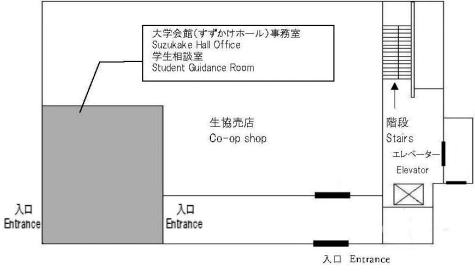 大学会館(すずかけホール)事務室
Suzukake Hall Office
学生相談室
Student Guidance Room
生協売店
Co-op shop
階段
Stairs
エレベーター
Elevator
入口
Entrance
入口
Entrance
入口 Entrance